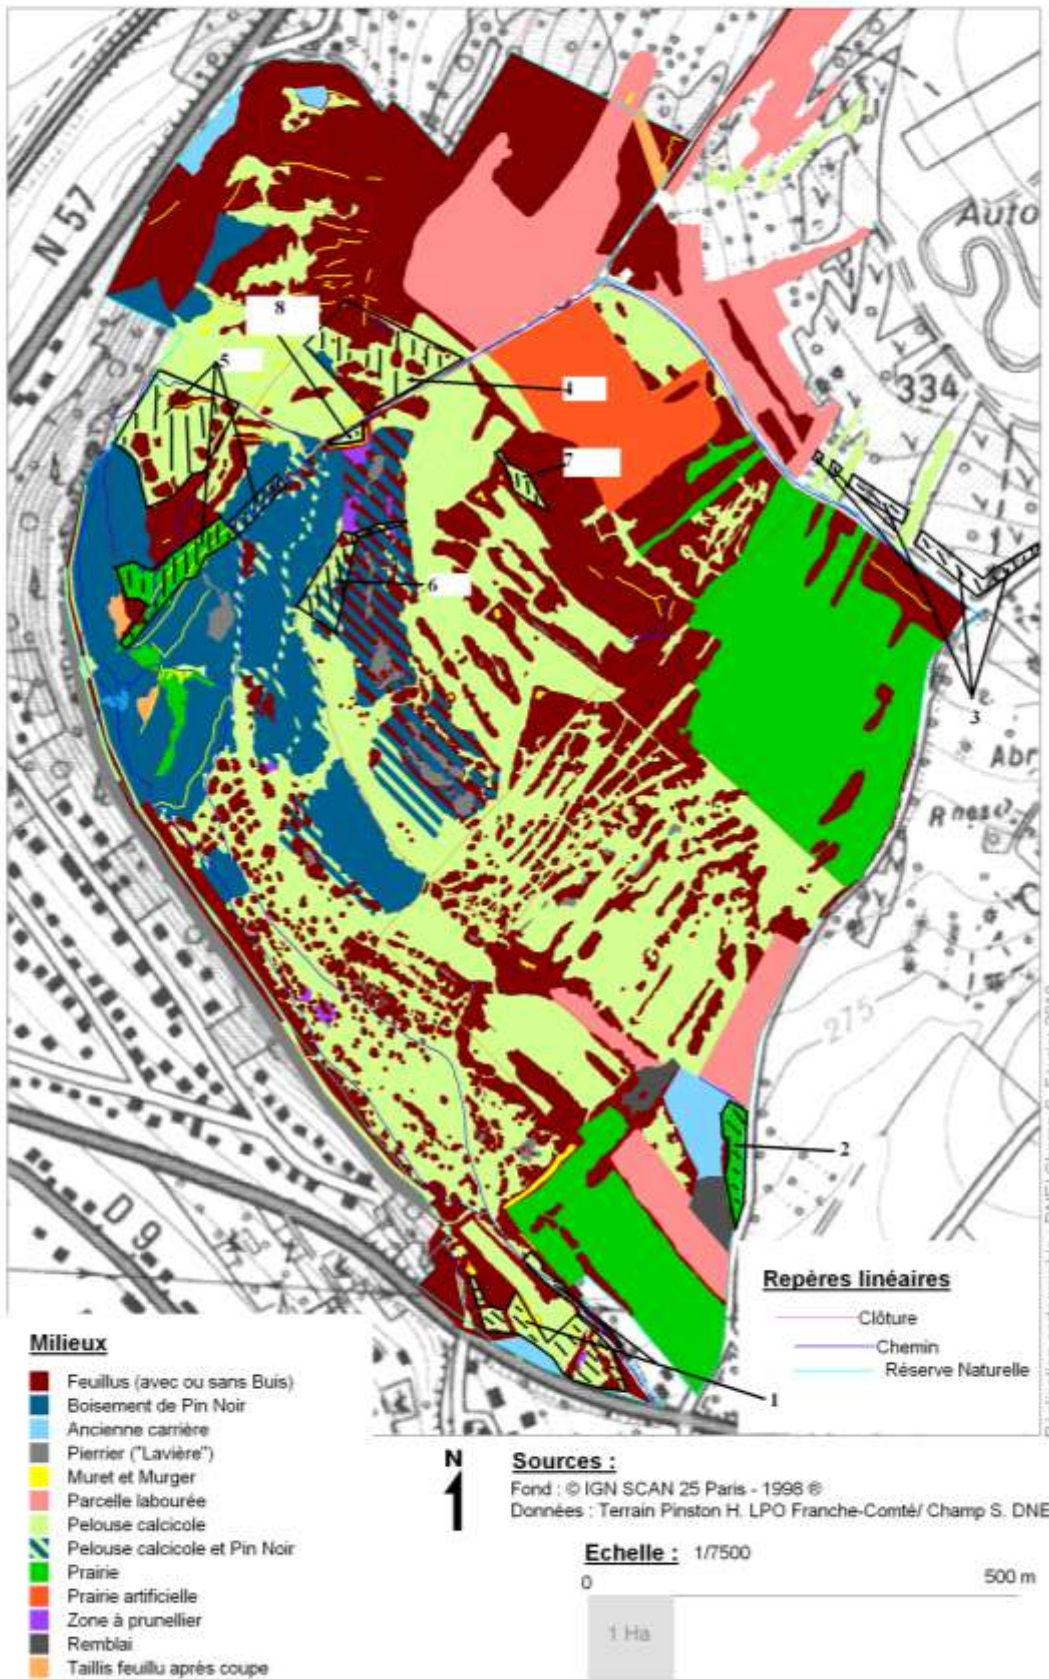 N 57
Auto
8
5
4
334
7
6
3
Abr
R nes
275
2
D 9
1
Repères linéaires
Clôture
Chemin
Réserve Naturelle
Milieux
Feuillus (avec ou sans Buis)
Boisement de Pin Noir
Ancienne carrière
Pierrier ("Lavière")
Muret et Murger
Parcelle labourée
Pelouse calcicole
Pelouse calcicole et Pin Noir
Prairie
Prairie artificielle
Zone à prunellier
Remblai
Taillis feuillu après coupe
N
Sources :
Fond : © IGN SCAN 25 Paris - 1998 ®
Données : Terrain Pinston H. LPO Franche-Comté/ Champ S. DNE
Echelle : 1/7500
0 500 m
1 Ha